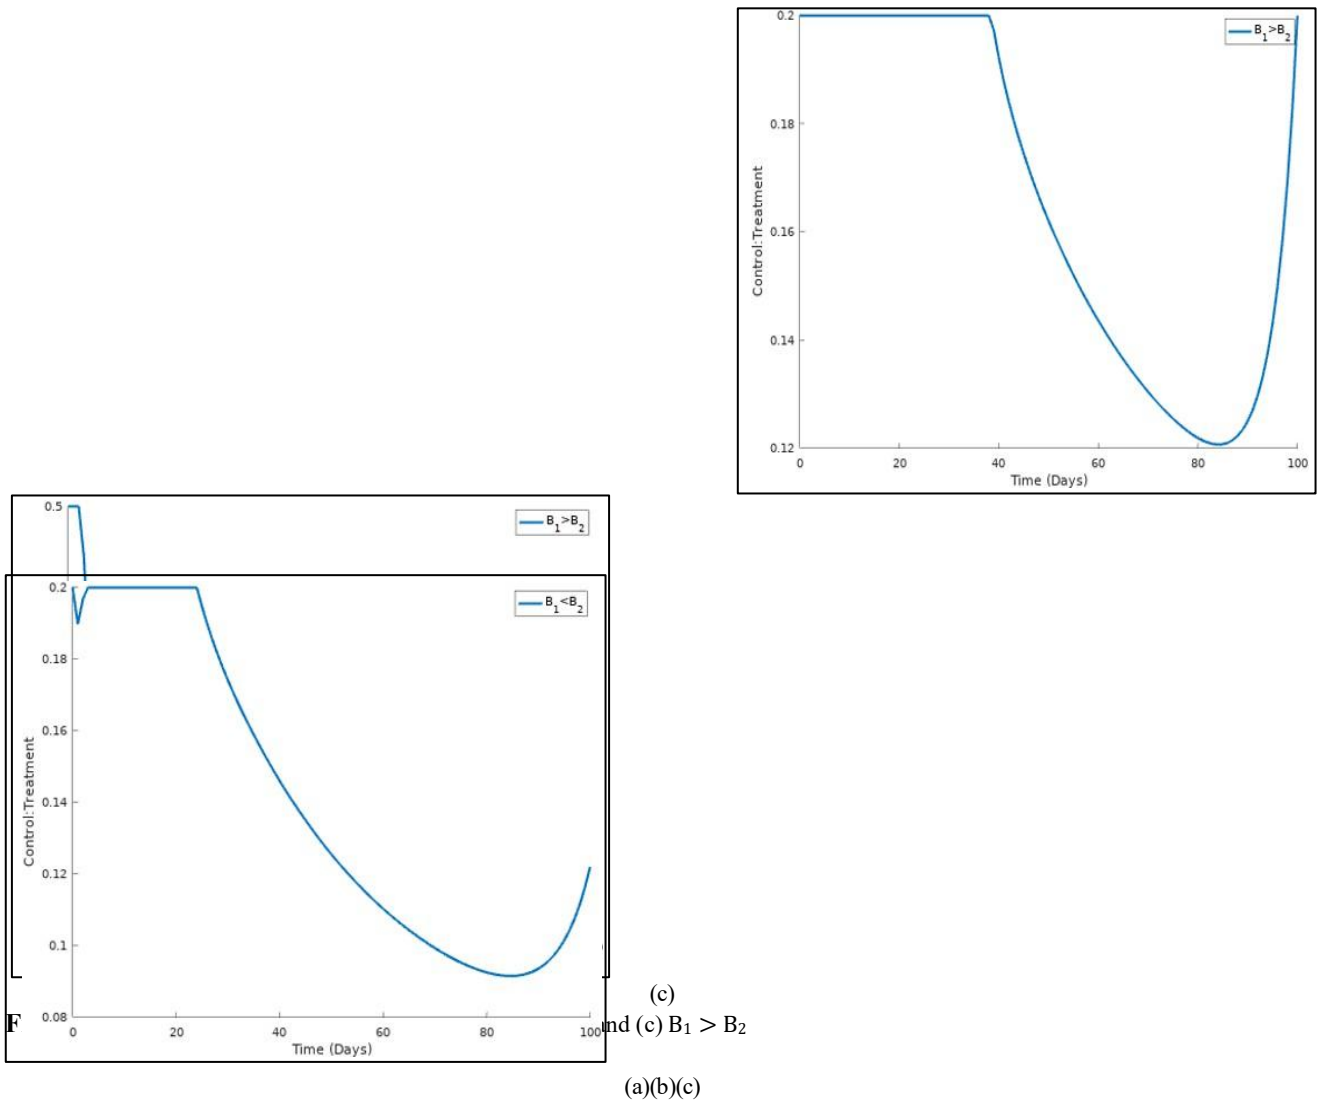 0.2
B1>B2
0.18
0.16
0.14
0.12
Control:Treatment
0 20 40 60 80 100
Time (Days)
0.5
B1>B2
0.2
B1<B2
0.18
0.16
0.14
0.12
0.1
0.08
Control:Treatment
0 20 40 60 80 100
Time (Days)
(c)
F nd (c) B₁ > B₂
(a)(b)(c)